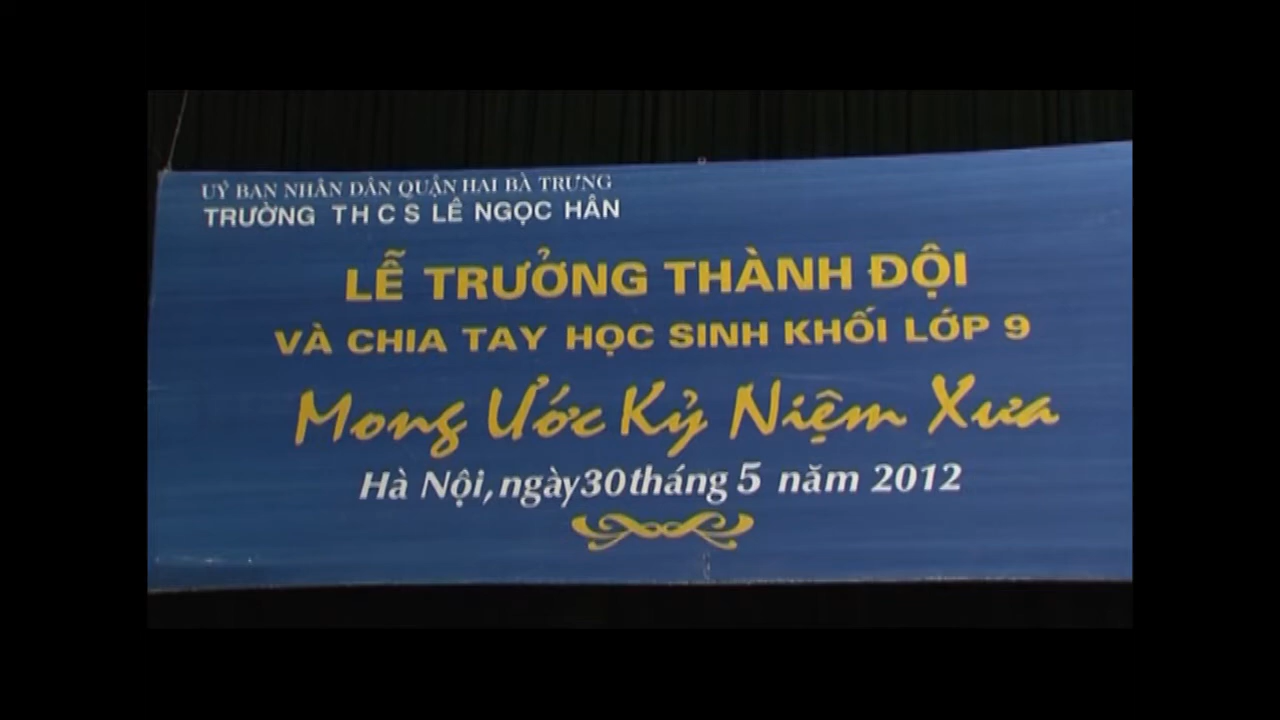 UỶ BAN NHÂN DÂN QUẬN HAI BÀ TRƯNG
TRƯỜNG THCS LÊ NGỌC HÂN
LỄ TRƯỞNG THÀNH ĐỘI
VÀ CHIA TAY HỌC SINH KHỐI LỚP 9
Mong Ước Kỷ Niệm Xưa
Hà Nội, ngày 30 tháng 5 năm 2012